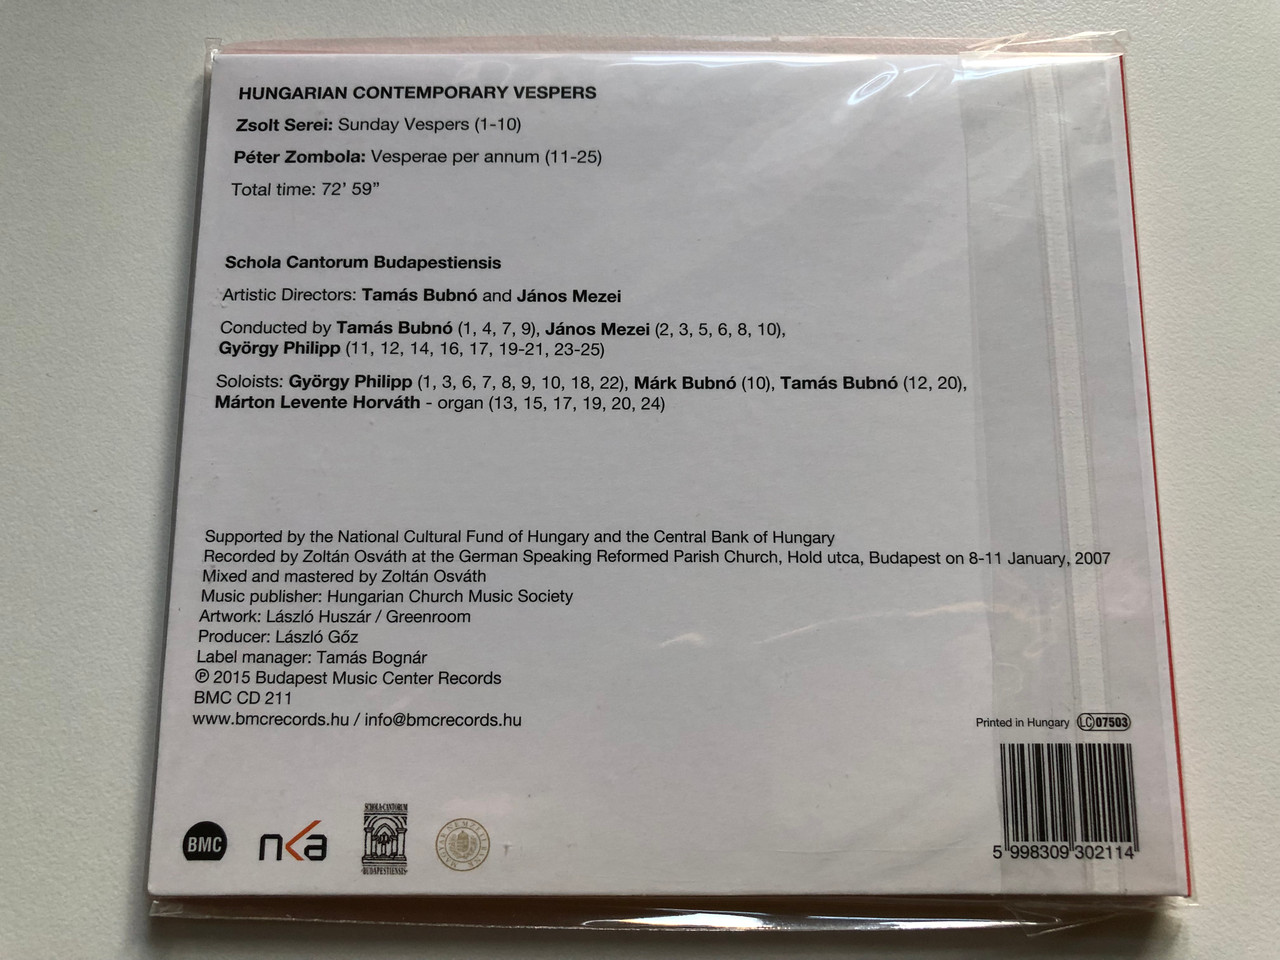 HUNGARIAN CONTEMPORARY VESPERS
Zsolt Serei: Sunday Vespers (1-10)
Péter Zombola: Vesperae per annum (11-25)
Total time: 72’ 59”
Schola Cantorum Budapestiensis
Artistic Directors: Tamás Bubnó and János Mezei
Conducted by Tamás Bubnó (1, 4, 7, 9), János Mezei (2, 3, 5, 6, 8, 10),
György Philipp (11, 12, 14, 16, 17, 19-21, 23-25)
Soloists: György Philipp (1, 3, 6, 7, 8, 9, 10, 18, 22), Márk Bubnó (10), Tamás Bubnó (12, 20),
Márton Levente Horváth - organ (13, 15, 17, 19, 20, 24)
Supported by the National Cultural Fund of Hungary and the Central Bank of Hungary
Recorded by Zoltán Osváth at the German Speaking Reformed Parish Church, Hold utca, Budapest on 8-11 January, 2007
Mixed and mastered by Zoltán Osváth
Music publisher: Hungarian Church Music Society
Artwork: László Huszár / Greenroom
Producer: László Gőz
Label manager: Tamás Bognár
℗ 2015 Budapest Music Center Records
BMC CD 211
www.bmcrecords.hu / info@bmcrecords.hu
Printed in Hungary LC 07503
BMC
nka
SCHOLA CANTORUM
BUDAPESTIENSIS
MAGYAR NEMZETI BANK
5 998309 302114